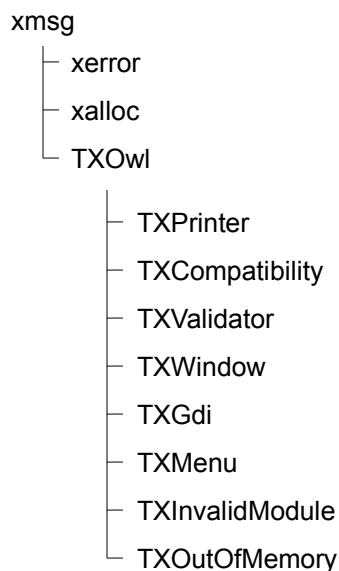 xmsg
xerror
xalloc
TXOwl
TXPrinter
TXCompatibility
TXValidator
TXWindow
TXGdi
TXMenu
TXInvalidModule
TXOutOfMemory